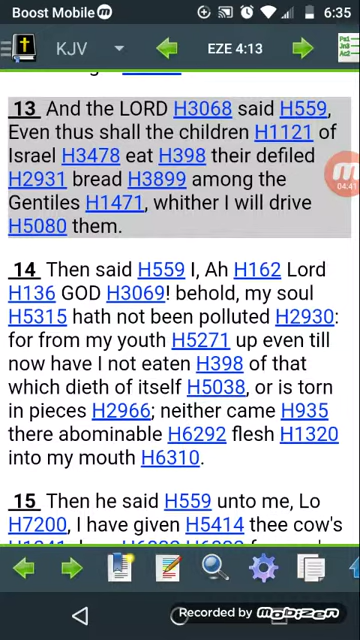 Boost Mobile 6:35
KJV EZE 4:13
13 And the LORD H3068 said H559,
Even thus shall the children H1121 of
Israel H3478 eat H398 their defiled
H2931 bread H3899 among the
Gentiles H1471, whither I will drive
H5080 them.
04:41
14 Then said H559 I, Ah H162 Lord
H136 GOD H3069! behold, my soul
H5315 hath not been polluted H2930:
for from my youth H5271 up even till
now have I not eaten H398 of that
which dieth of itself H5038, or is torn
in pieces H2966; neither came H935
there abominable H6292 flesh H1320
into my mouth H6310.
15 Then he said H559 unto me, Lo
H7200, I have given H5414 thee cow's
Recorded by mobizen